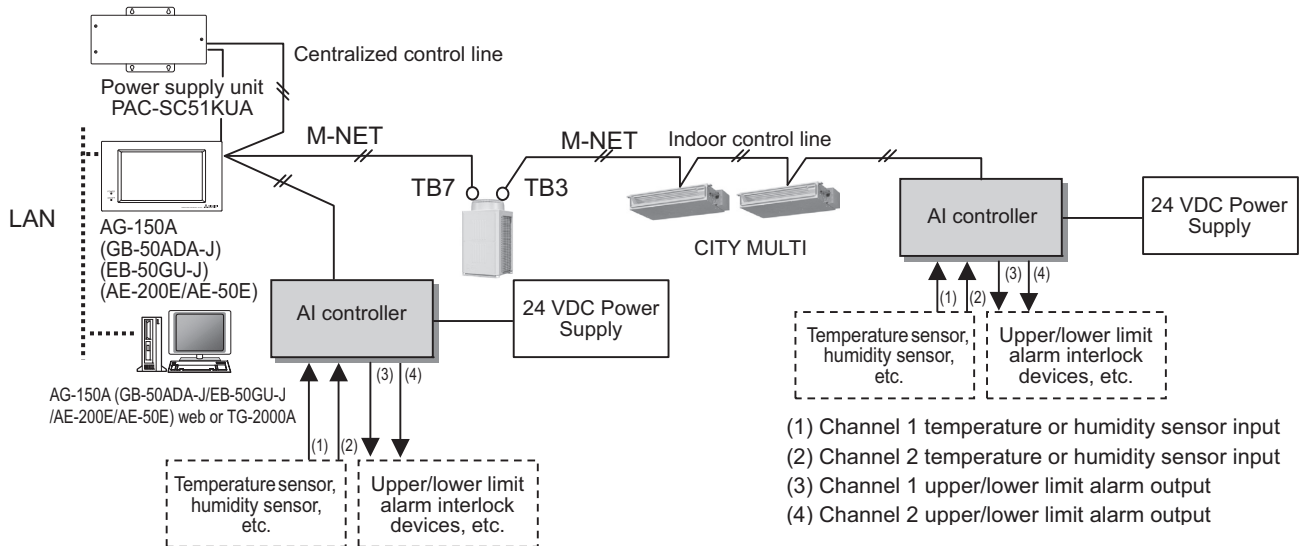 Centralized control line
Power supply unit
PAC-SC51KUA
LAN
M-NET
M-NET
Indoor control line
TB7
TB3
AG-150A
(GB-50ADA-J)
(EB-50GU-J)
(AE-200E/AE-50E)
CITY MULTI
AI controller
24 VDC Power
Supply
(1)
(2)
(3)
(4)
Temperature sensor,
humidity sensor,
etc.
Upper/lower limit
alarm interlock
devices, etc.
AI controller
24 VDC Power
Supply
AG-150A (GB-50ADA-J/EB-50GU-J
/AE-200E/AE-50E) web or TG-2000A
(1)
(2)
(3)
(4)
Temperature sensor,
humidity sensor,
etc.
Upper/lower limit
alarm interlock
devices, etc.
(1) Channel 1 temperature or humidity sensor input
(2) Channel 2 temperature or humidity sensor input
(3) Channel 1 upper/lower limit alarm output
(4) Channel 2 upper/lower limit alarm output